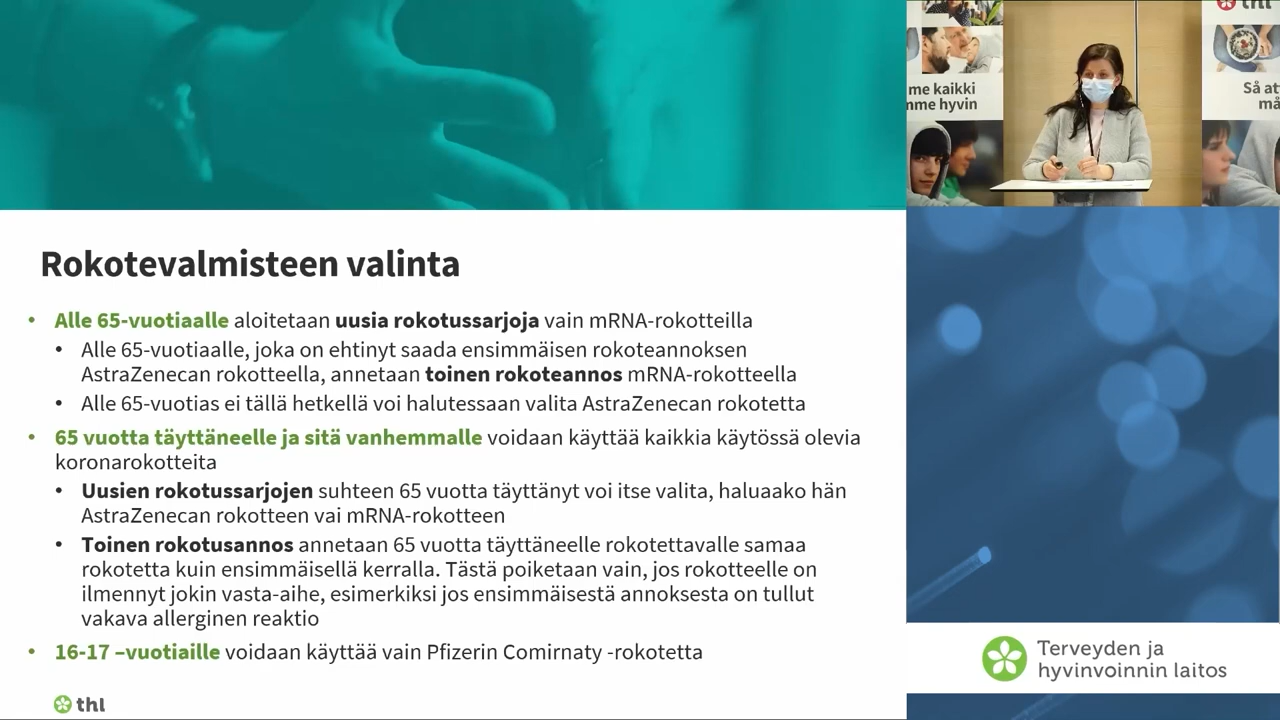 Rokotevalmisteen valinta
• Alle 65-vuotiaalle aloitetaan uusia rokotussarjoja vain mRNA-rokotteilla
• Alle 65-vuotiaalle, joka on ehtinyt saada ensimmäisen rokoteannoksen
AstraZenecan rokotteella, annetaan toinen rokoteannos mRNA-rokotteella
• Alle 65-vuotias ei tällä hetkellä voi halutessaan valita AstraZenecan rokotetta
• 65 vuotta täyttäneelle ja sitä vanhemmalle voidaan käyttää kaikkia käytössä olevia
koronarokotteita
• Uusien rokotussarjojen suhteen 65 vuotta täyttänyt voi itse valita, haluaako hän
AstraZenecan rokotteen vai mRNA-rokotteen
• Toinen rokotusannos annetaan 65 vuotta täyttäneelle rokotettavalle samaa
rokotetta kuin ensimmäisellä kerralla. Tästä poiketaan vain, jos rokotteelle on
ilmennyt jokin vasta-aihe, esimerkiksi jos ensimmäisestä annoksesta on tullut
vakava allerginen reaktio
• 16-17 –vuotiaille voidaan käyttää vain Pfizerin Comirnaty -rokotetta
thl
thl
me kaikki
mme hyvin
Så at
må
Terveyden ja
hyvinvoinnin laitos